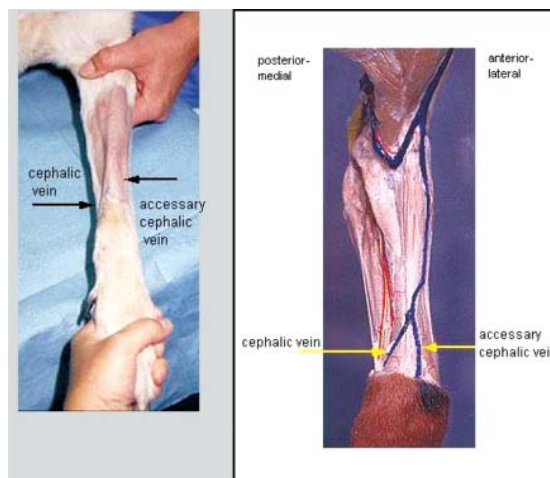 cephalic
vein
accessary
cephalic
vein
posterior-
medial
anterior-
lateral
cephalic vein
accessary
cephalic vei